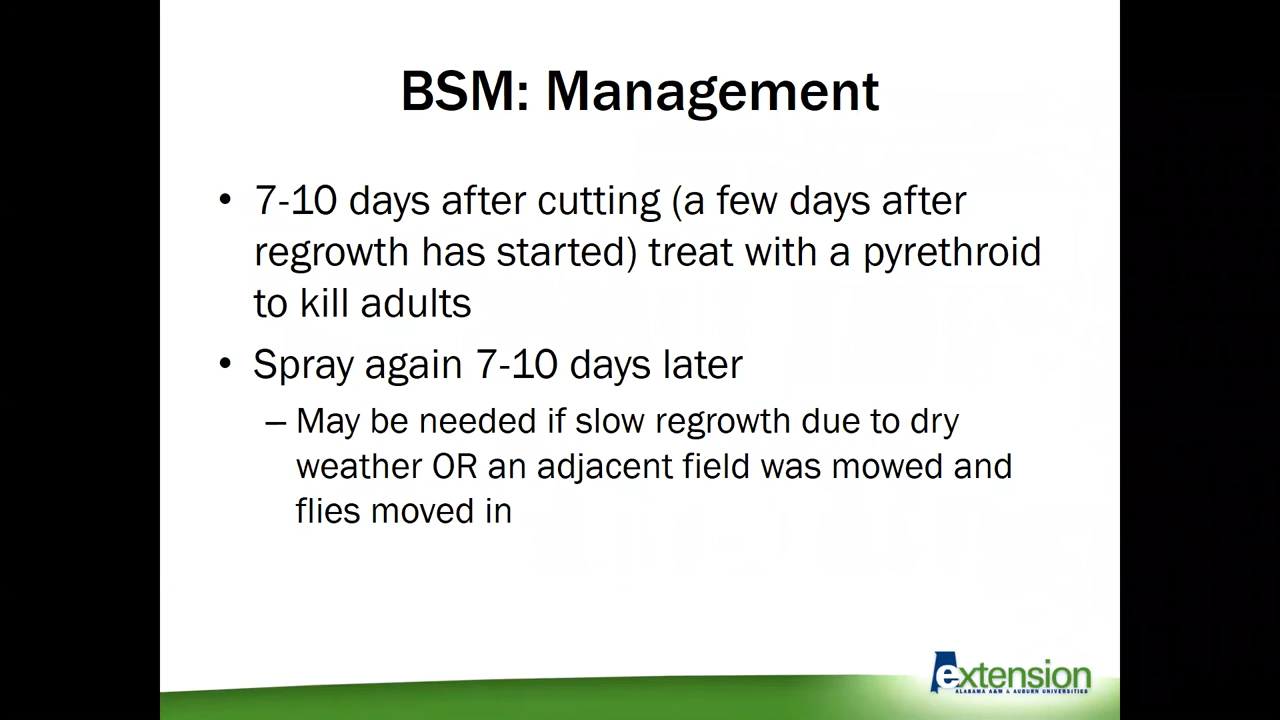 BSM: Management
• 7-10 days after cutting (a few days after
regrowth has started) treat with a pyrethroid
to kill adults
• Spray again 7-10 days later
– May be needed if slow regrowth due to dry
weather OR an adjacent field was mowed and
flies moved in
extension
ALABAMA A&M & AUBURN UNIVERSITIES